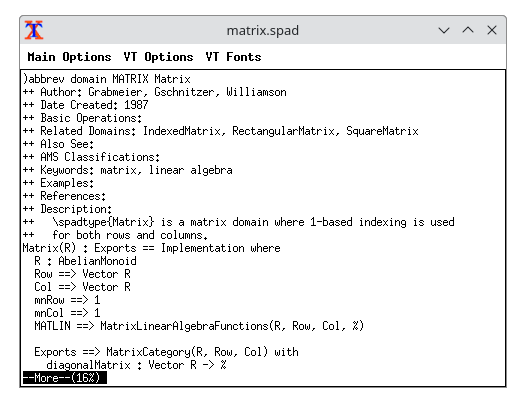 matrix.spad
Main Options VT Options VT Fonts
)abbrev domain MATRIX Matrix
++ Author: Grabmeier, Gschnitzer, Williamson
++ Date Created: 1987
++ Basic Operations:
++ Related Domains: IndexedMatrix, RectangularMatrix, SquareMatrix
++ Also See:
++ AMS Classifications:
++ Keywords: matrix, linear algebra
++ Examples:
++ References:
++ Description:
++   \spadtype{Matrix} is a matrix domain where 1-based indexing is used
++   for both rows and columns.
Matrix(R) : Exports == Implementation where
  R : AbelianMonoid
  Row ==> Vector R
  Col ==> Vector R
  mnRow ==> 1
  mnCol ==> 1
  MATLIN ==> MatrixLinearAlgebraFunctions(R, Row, Col, %)

  Exports ==> MatrixCategory(R, Row, Col) with
    diagonalMatrix : Vector R -> %
--More--(16%)